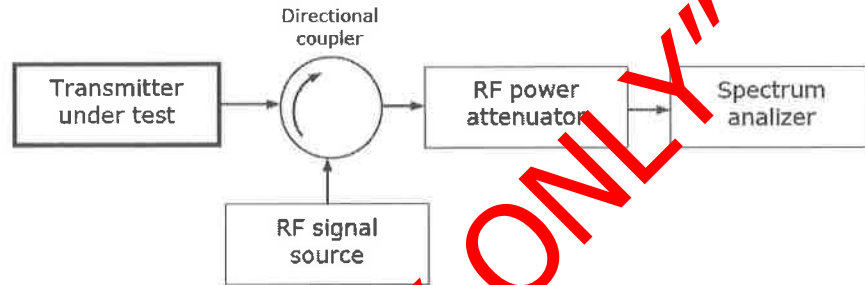 Directional
coupler
Transmitter
under test
RF power
attenuator
Spectrum
analizer
RF signal
source
ONLY"